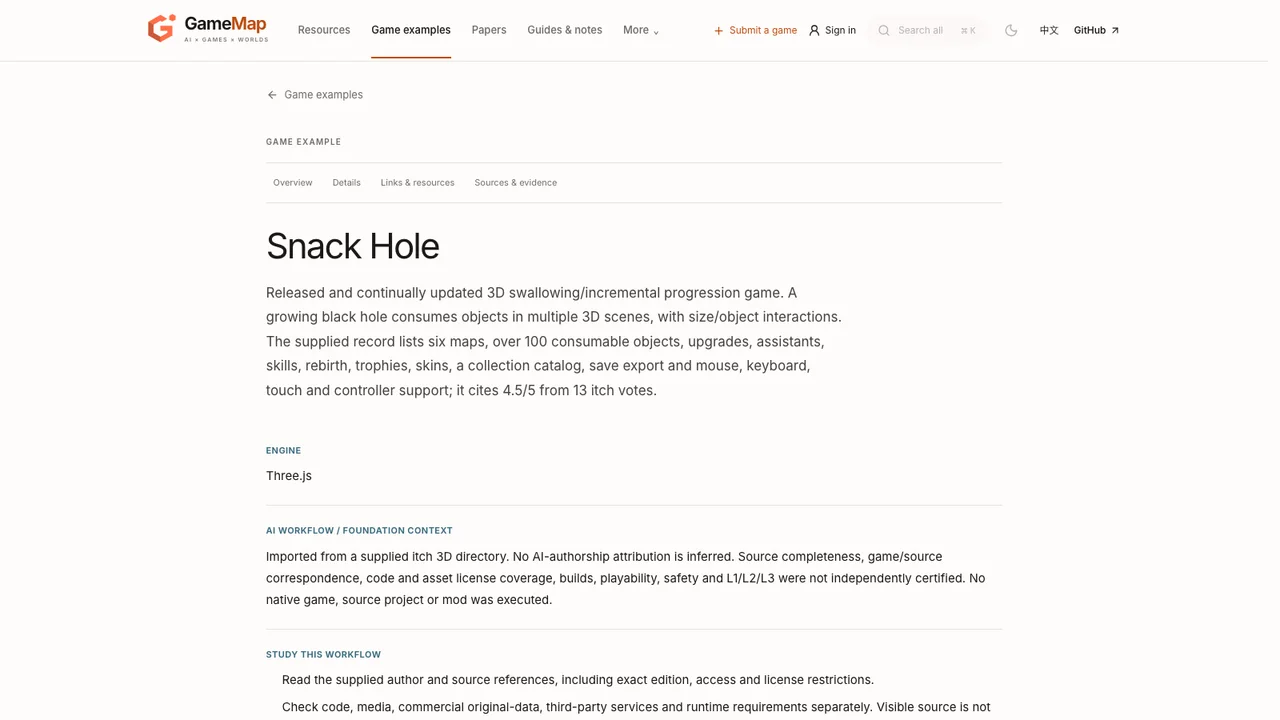 GameMap
AI × GAMES × WORLDS
Resources
Game examples
Papers
Guides & notes
More
+ Submit a game
Sign in
Search all
⌘ K
中文
GitHub ↗
← Game examples
GAME EXAMPLE
Overview
Details
Links & resources
Sources & evidence
Snack Hole
Released and continually updated 3D swallowing/incremental progression game. A
growing black hole consumes objects in multiple 3D scenes, with size/object interactions.
The supplied record lists six maps, over 100 consumable objects, upgrades, assistants,
skills, rebirth, trophies, skins, a collection catalog, save export and mouse, keyboard,
touch and controller support; it cites 4.5/5 from 13 itch votes.
ENGINE
Three.js
AI WORKFLOW / FOUNDATION CONTEXT
Imported from a supplied itch 3D directory. No AI-authorship attribution is inferred. Source completeness, game/source
correspondence, code and asset license coverage, builds, playability, safety and L1/L2/L3 were not independently certified. No
native game, source project or mod was executed.
STUDY THIS WORKFLOW
Read the supplied author and source references, including exact edition, access and license restrictions.
Check code, media, commercial original-data, third-party services and runtime requirements separately. Visible source is not